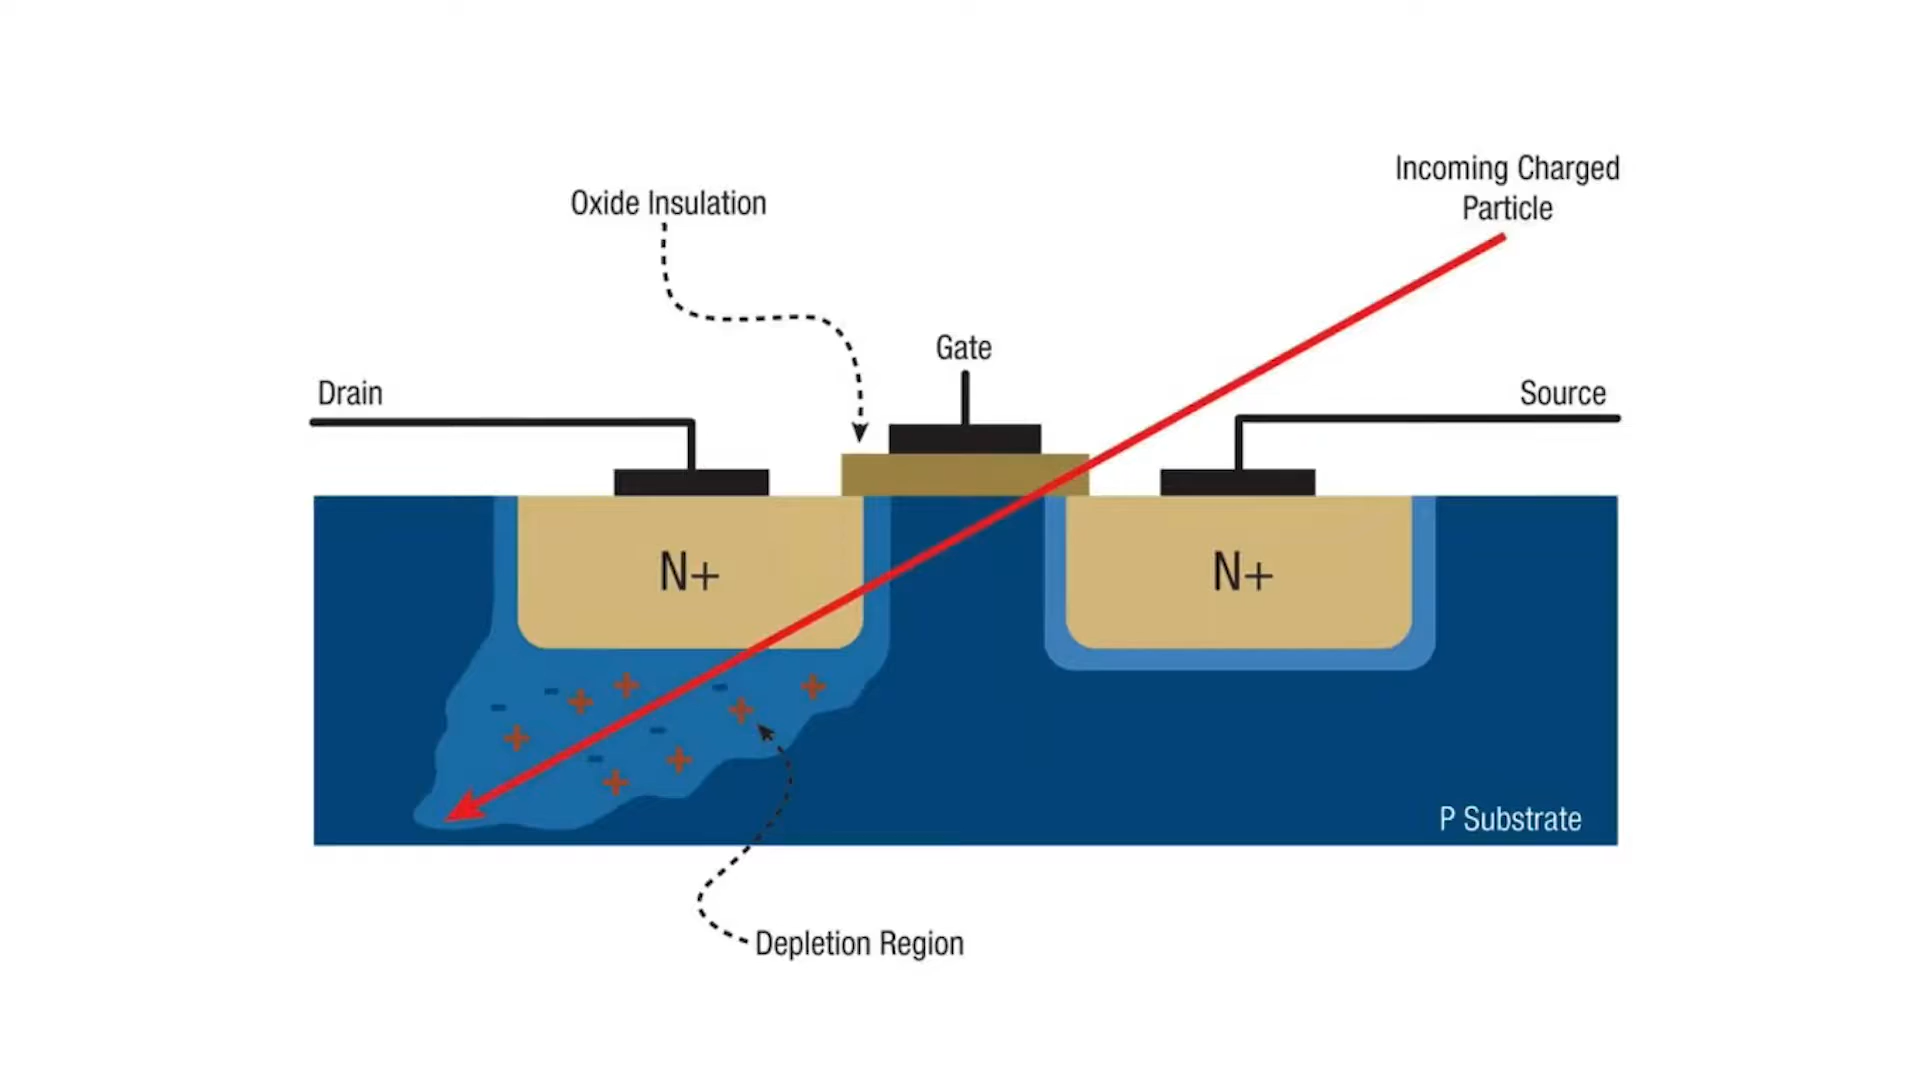 Incoming Charged
Particle
Oxide Insulation
Gate
Drain
Source
N+
N+
P Substrate
Depletion Region